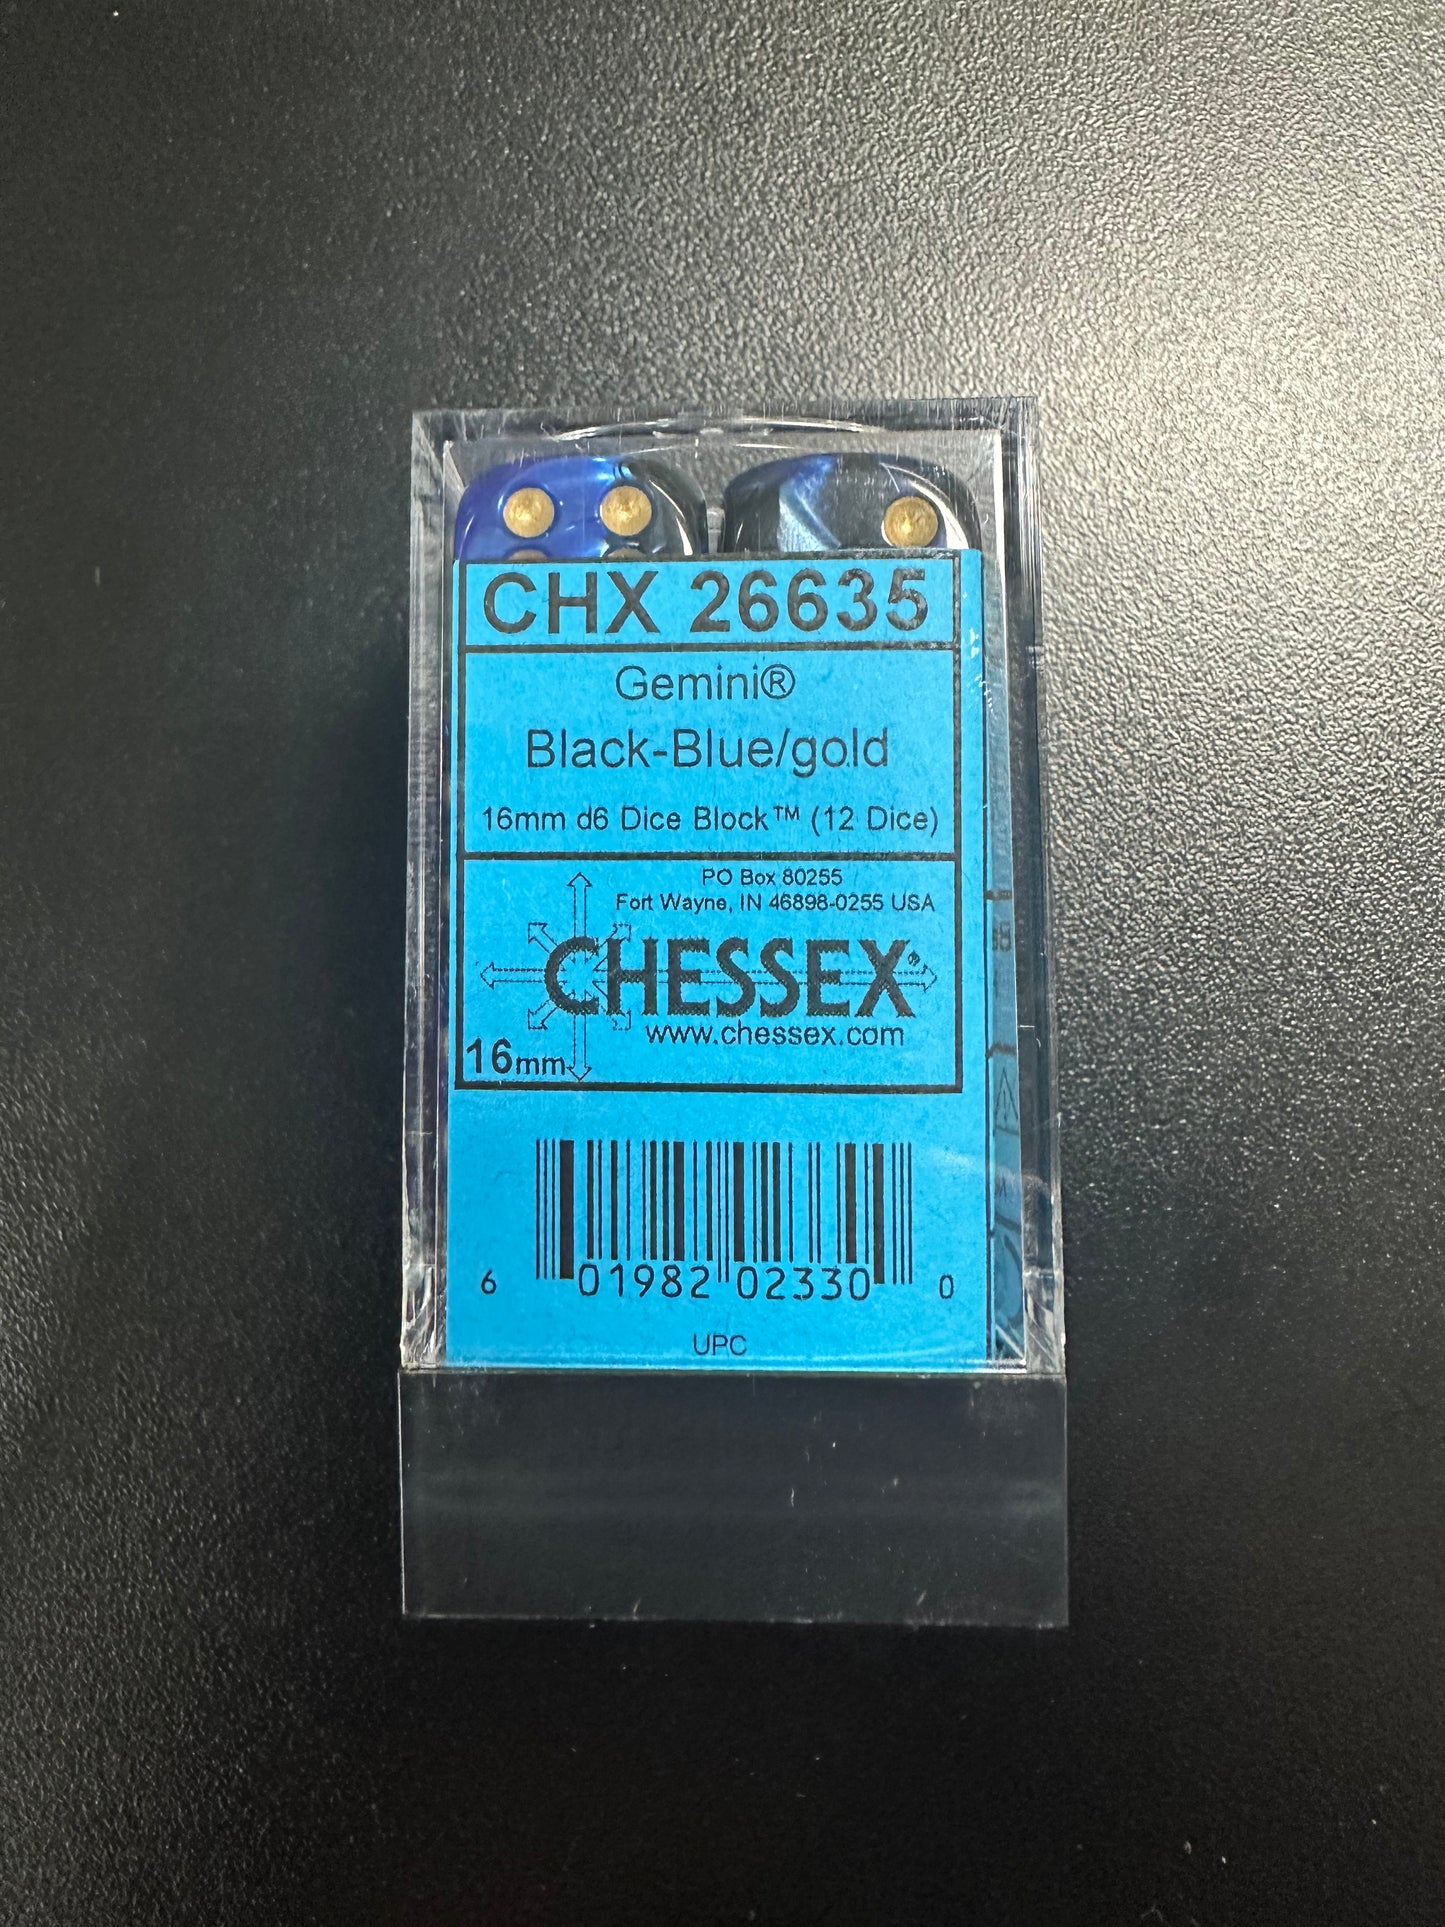 CHX 26635
Gemini®
Black-Blue/gold
16mm d6 Dice Block™ (12 Dice)
PO Box 80255
Fort Wayne, IN 46898-0255 USA
CHESSEX®
www.chessex.com
16mm
6 01982 02330 0
UPC